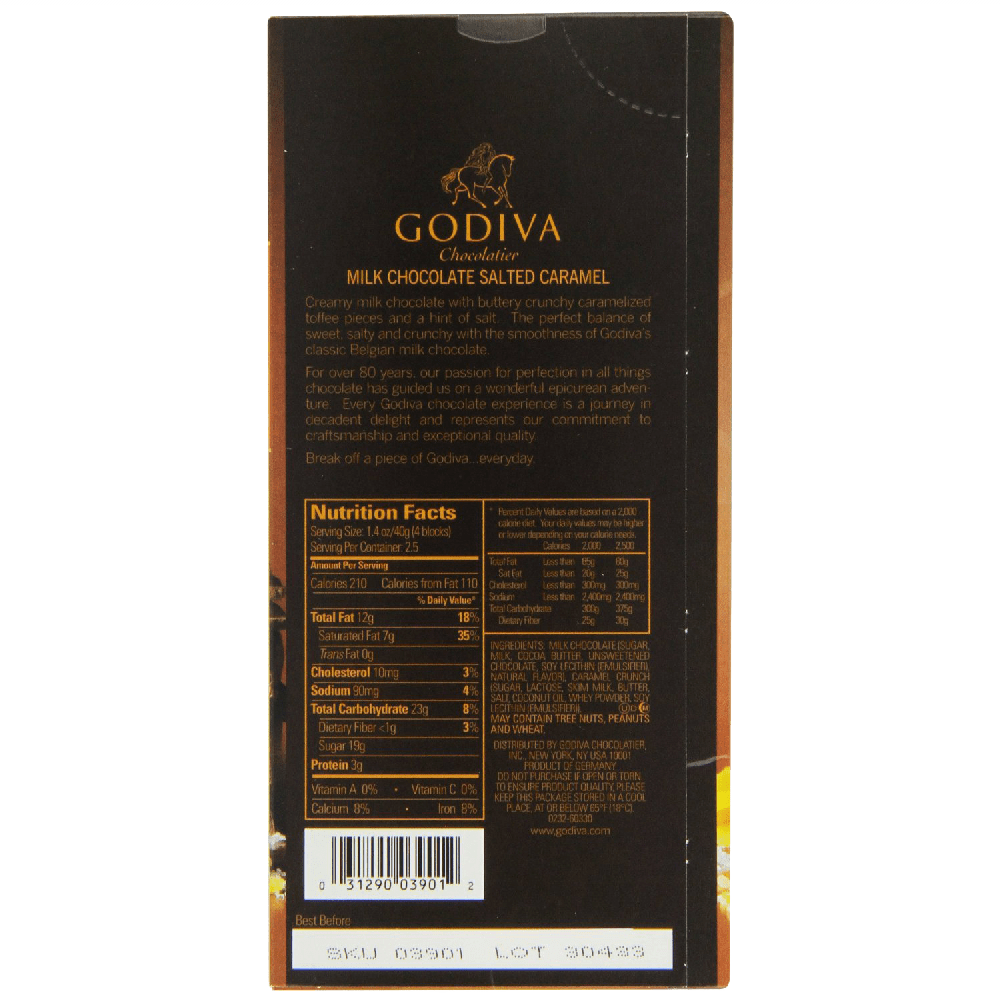 GODIVA
Chocolatier
MILK CHOCOLATE SALTED CARAMEL
Creamy milk chocolate with buttery crunchy caramelized
toffee pieces and a hint of salt. The perfect balance of
sweet, salty and crunchy with the smoothness of Godiva's
classic Belgian milk chocolate.
For over 80 years, our passion for perfection in all things
chocolate has guided us on a wonderful epicurean adven-
ture. Every Godiva chocolate experience is a journey in
decadent delight and represents our commitment to
craftsmanship and exceptional quality.
Break off a piece of Godiva...everyday.
Nutrition Facts
Serving Size: 1.4 oz/40g (4 blocks)
Serving Per Container: 2.5
Amount Per Serving
Calories 210 Calories from Fat 110
% Daily Value*
Total Fat 12g 18%
Saturated Fat 7g 35%
Trans Fat 0g
Cholesterol 10mg 3%
Sodium 90mg 4%
Total Carbohydrate 23g 8%
Dietary Fiber <1g 3%
Sugar 19g
Protein 3g
Vitamin A 0% • Vitamin C 0%
Calcium 8% • Iron 8%
* Percent Daily Values are based on a 2,000
calorie diet. Your daily values may be higher
or lower depending on your calorie needs.
Calories 2,000 2,500
Total Fat Less than 65g 80g
Sat Fat Less than 20g 25g
Cholesterol Less than 300mg 300mg
Sodium Less than 2,400mg 2,400mg
Total Carbohydrate 300g 375g
Dietary Fiber 25g 30g
INGREDIENTS: MILK CHOCOLATE (SUGAR,
MILK, COCOA BUTTER, UNSWEETENED
CHOCOLATE, SOY LECITHIN (EMULSIFIER),
NATURAL FLAVOR), CARAMEL CRUNCH
(SUGAR, LACTOSE, SKIM MILK, BUTTER,
SALT, COCONUT OIL, WHEY POWDER, SOY
LECITHIN (EMULSIFIER)).
MAY CONTAIN TREE NUTS, PEANUTS
AND WHEAT.
DISTRIBUTED BY GODIVA CHOCOLATIER,
INC., NEW YORK, NY USA 10001
PRODUCT OF GERMANY
DO NOT PURCHASE IF OPEN OR TORN
TO ENSURE PRODUCT QUALITY, PLEASE
KEEP THIS PACKAGE STORED IN A COOL
PLACE, AT OR BELOW 65°F (18°C).
0232-60330
www.godiva.com
0 31290 03901 2
Best Before
SKU 03901 LOT 30433